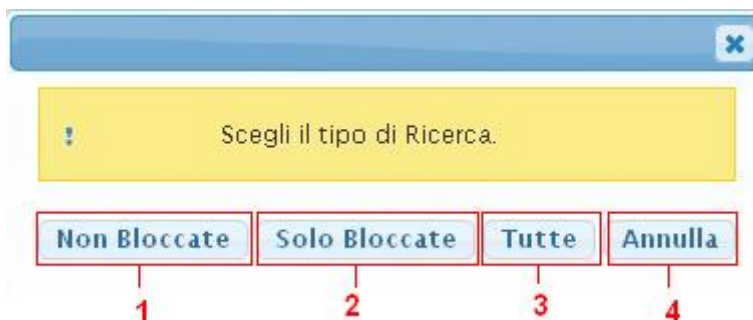 Scegli il tipo di Ricerca.
Non Bloccate Solo Bloccate Tutte Annulla
1 2 3 4